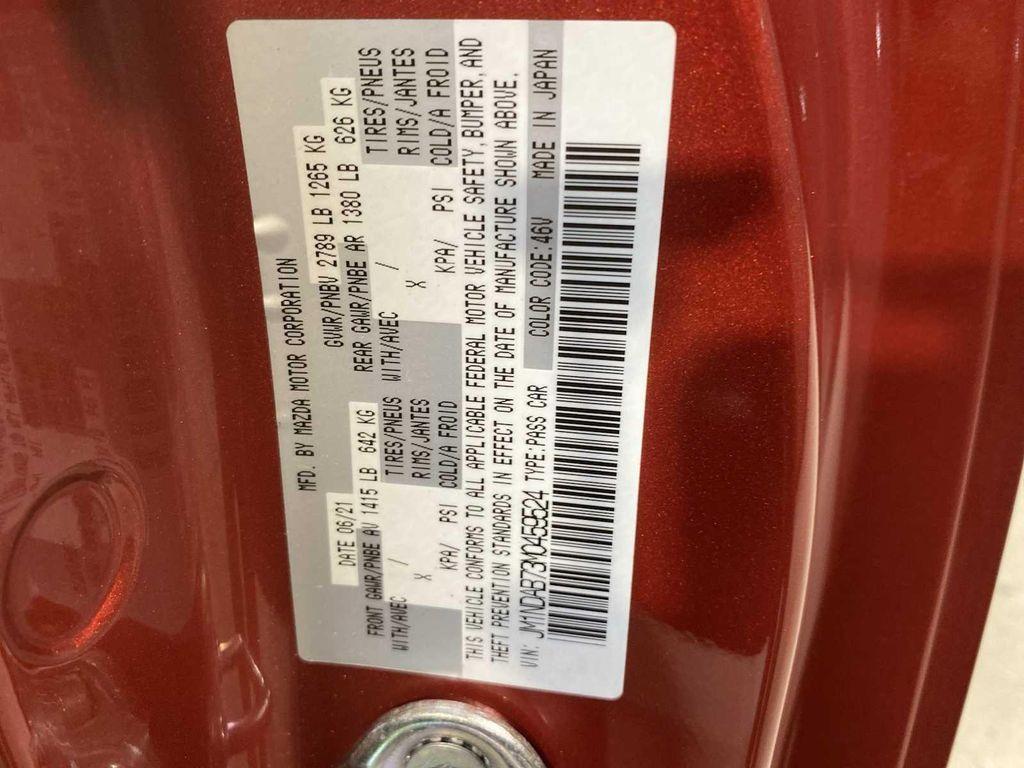 MFD. BY MAZDA MOTOR CORPORATION
DATE 06/21 GVWR/PNBV 2789 LB 1265 KG
FRONT GAWR/PNBE AV 1415 LB 642 KG REAR GAWR/PNBE AR 1380 LB 626 KG
WITH/AVEC TIRES/PNEUS WITH/AVEC TIRES/PNEUS
/ X RIMS/JANTES / X RIMS/JANTES
KPA/ PSI COLD/A FROID KPA/ PSI COLD/A FROID
THIS VEHICLE CONFORMS TO ALL APPLICABLE FEDERAL MOTOR VEHICLE SAFETY, BUMPER, AND
THEFT PREVENTION STANDARDS IN EFFECT ON THE DATE OF MANUFACTURE SHOWN ABOVE.
VIN: JM1NDAB73M0459524 TYPE:PASS CAR COLOR CODE:46V MADE IN JAPAN